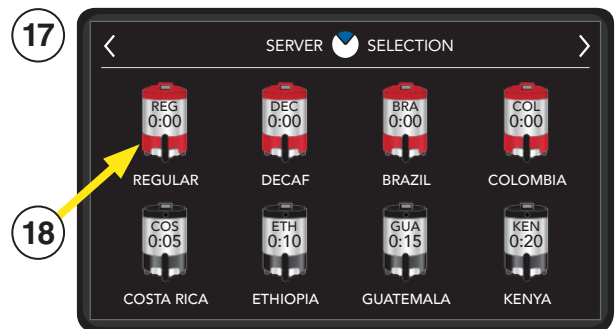 17
SERVER SELECTION
REG DEC BRA COL
0:00 0:00 0:00 0:00
REGULAR DECAF BRAZIL COLOMBIA
18
COS ETH GUA KEN
0:05 0:10 0:15 0:20
COSTA RICA ETHIOPIA GUATEMALA KENYA